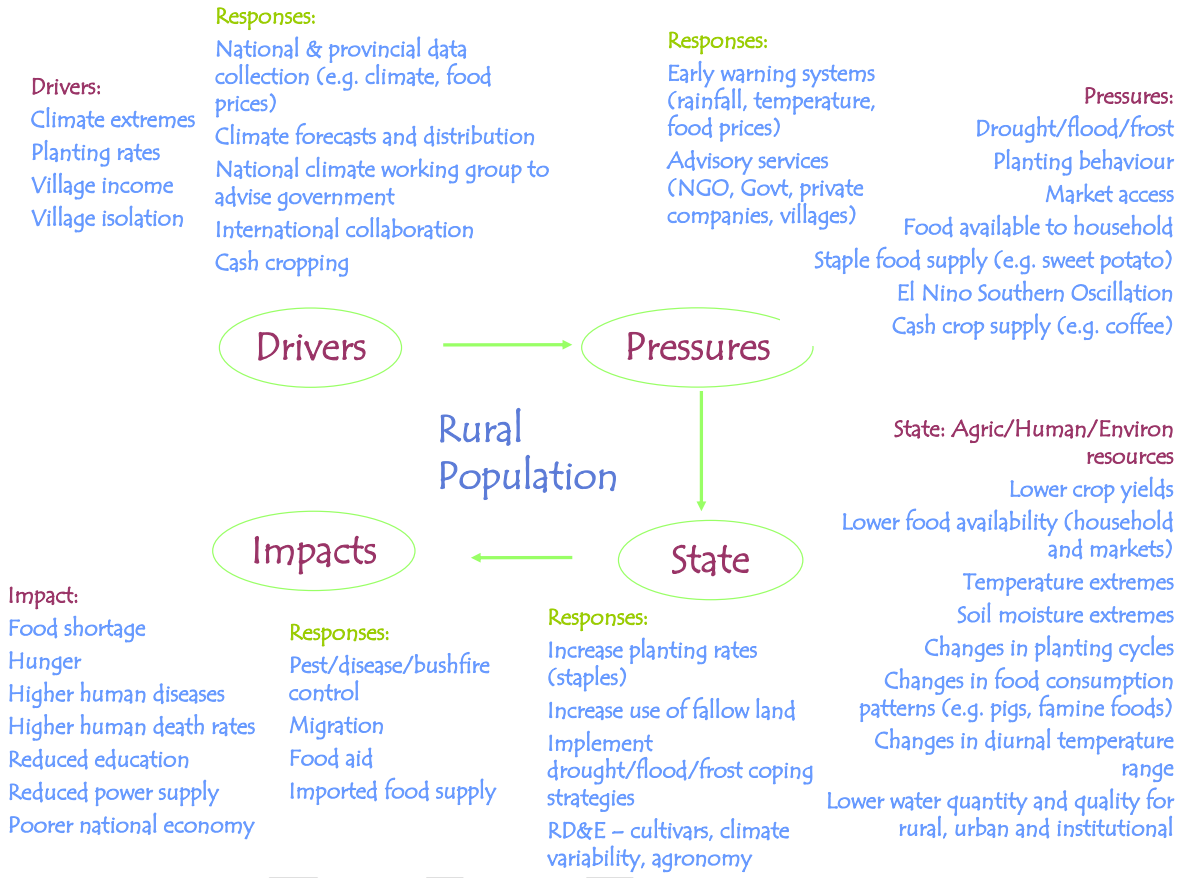 Responses:
National & provincial data
collection (e.g. climate, food
prices)
Climate forecasts and distribution
National climate working group to
advise government
International collaboration
Cash cropping
Drivers:
Climate extremes
Planting rates
Village income
Village isolation
Responses:
Early warning systems
(rainfall, temperature,
food prices)
Advisory services
(NGO, Govt, private
companies, villages)
Pressures:
Drought/flood/frost
Planting behaviour
Market access
Food available to household
Staple food supply (e.g. sweet potato)
El Nino Southern Oscillation
Cash crop supply (e.g. coffee)
Drivers
Pressures
Rural
Population
State: Agric/Human/Environ
resources
Lower crop yields
Lower food availability (household
and markets)
Temperature extremes
Soil moisture extremes
Changes in planting cycles
Changes in food consumption
patterns (e.g. pigs, famine foods)
Changes in diurnal temperature
range
Lower water quantity and quality for
rural, urban and institutional
Impacts
State
Impact:
Food shortage
Hunger
Higher human diseases
Higher human death rates
Reduced education
Reduced power supply
Poorer national economy
Responses:
Pest/disease/bushfire
control
Migration
Food aid
Imported food supply
Responses:
Increase planting rates
(staples)
Increase use of fallow land
Implement
drought/flood/frost coping
strategies
RD&E – cultivars, climate
variability, agronomy